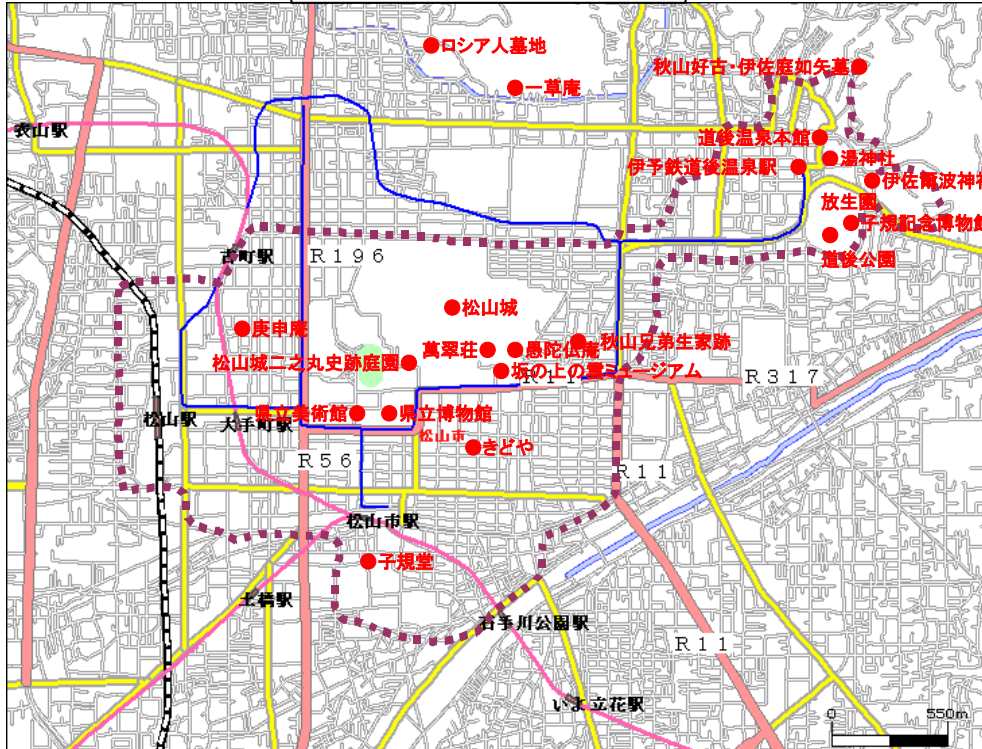 ロシア人墓地
秋山好古・伊佐庭如矢墓
一草庵
衣山駅
道後温泉本館
湯神社
伊予鉄道後温泉駅
伊佐爾波神社
放生園
子規記念博物館
古町駅
R196
道後公園
松山城
庚申庵
秋山兄弟生家跡
萬翠荘
愚陀仏庵
松山城二之丸史跡庭園
坂の上の雲ミュージアム
R11
R317
松山駅
大手町駅
県立美術館
県立博物館
松山市
きどや
R56
R11
松山市駅
子規堂
土橋駅
石手川公園駅
R11
いよ立花駅
0
550m